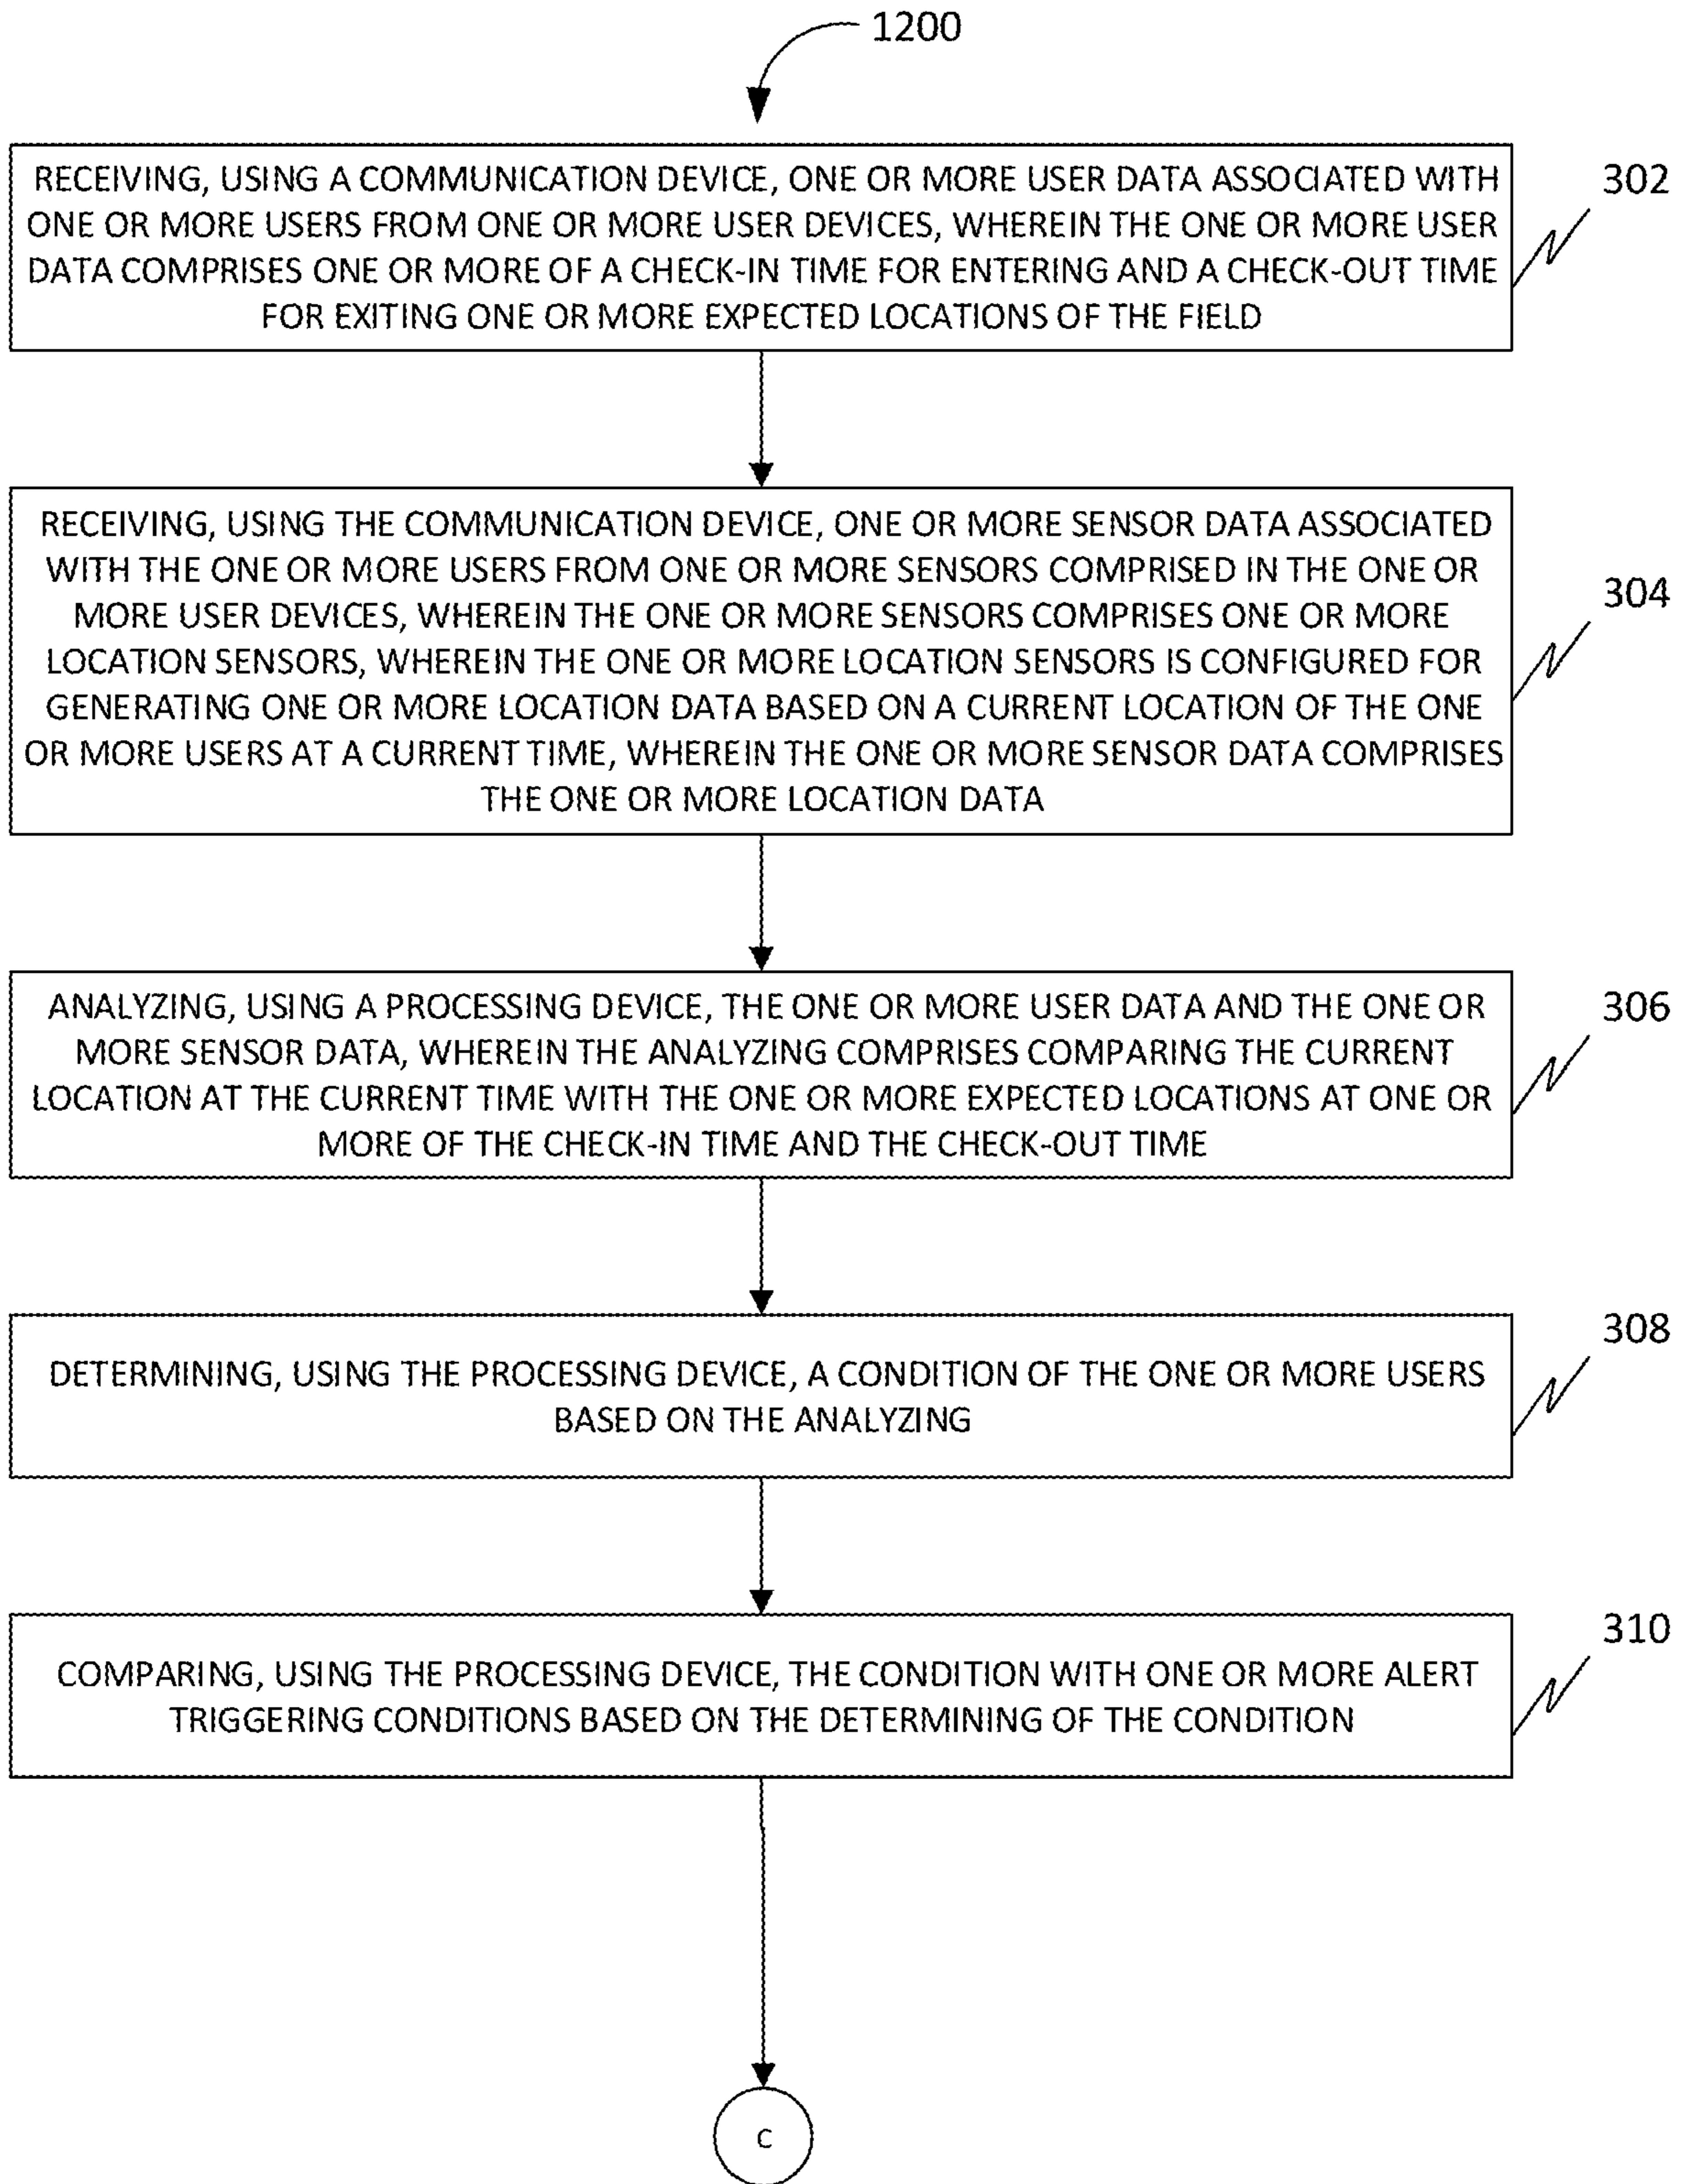 1200
RECEIVING, USING A COMMUNICATION DEVICE, ONE OR MORE USER DATA ASSOCIATED WITH
ONE OR MORE USERS FROM ONE OR MORE USER DEVICES, WHEREIN THE ONE OR MORE USER
DATA COMPRISES ONE OR MORE OF A CHECK-IN TIME FOR ENTERING AND A CHECK-OUT TIME
FOR EXITING ONE OR MORE EXPECTED LOCATIONS OF THE FIELD
302
RECEIVING, USING THE COMMUNICATION DEVICE, ONE OR MORE SENSOR DATA ASSOCIATED
WITH THE ONE OR MORE USERS FROM ONE OR MORE SENSORS COMPRISED IN THE ONE OR
MORE USER DEVICES, WHEREIN THE ONE OR MORE SENSORS COMPRISES ONE OR MORE
LOCATION SENSORS, WHEREIN THE ONE OR MORE LOCATION SENSORS IS CONFIGURED FOR
GENERATING ONE OR MORE LOCATION DATA BASED ON A CURRENT LOCATION OF THE ONE
OR MORE USERS AT A CURRENT TIME, WHEREIN THE ONE OR MORE SENSOR DATA COMPRISES
THE ONE OR MORE LOCATION DATA
304
ANALYZING, USING A PROCESSING DEVICE, THE ONE OR MORE USER DATA AND THE ONE OR
MORE SENSOR DATA, WHEREIN THE ANALYZING COMPRISES COMPARING THE CURRENT
LOCATION AT THE CURRENT TIME WITH THE ONE OR MORE EXPECTED LOCATIONS AT ONE OR
MORE OF THE CHECK-IN TIME AND THE CHECK-OUT TIME
306
DETERMINING, USING THE PROCESSING DEVICE, A CONDITION OF THE ONE OR MORE USERS
BASED ON THE ANALYZING
308
COMPARING, USING THE PROCESSING DEVICE, THE CONDITION WITH ONE OR MORE ALERT
TRIGGERING CONDITIONS BASED ON THE DETERMINING OF THE CONDITION
310
C